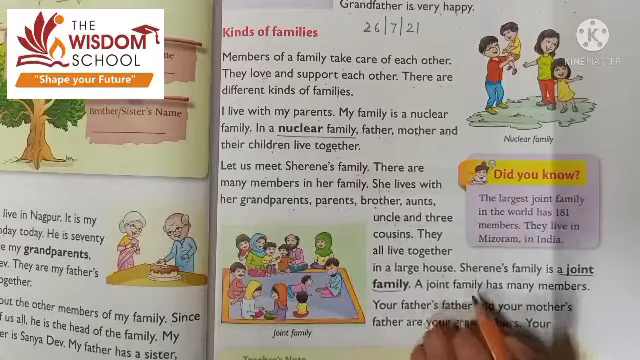 THE
WISDOM
SCHOOL
"Shape your Future"
Brother/Sister's Name
live in Nagpur. It is my
day today. He is seventy
e my grandparents,
ev. They are my father's
together.
out the other members of my family. Since
f us all, he is the head of the family. My
er is Sanya Dev. My father has a sister,
Grandfather is very happy.
26/7/21
Kinds of families
Members of a family take care of each other.
They love and support each other. There are
different kinds of families.
I live with my parents. My family is a nuclear
family. In a nuclear family, father, mother and
their children live together.
Let us meet Sherene's family. There are
many members in her family. She lives with
her grandparents, parents, brother, aunts,
uncle and three
cousins. They
all live together
in a large house. Sherene's family is a joint
family. A joint family has many members.
Your father's father and your mother's
father are your Your
Joint family
Teacher's Note
KINEMASTER
Nuclear family
Did you know?
The largest joint family
in the world has 181
members. They live in
Mizoram, in India.